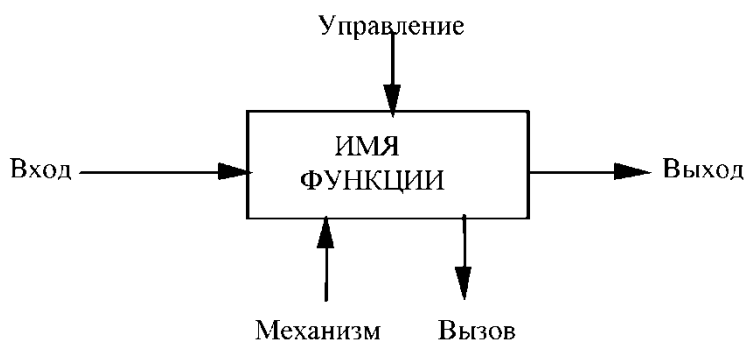 Управление
ИМЯ
ФУНКЦИИ
Вход
Выход
Механизм
Вызов